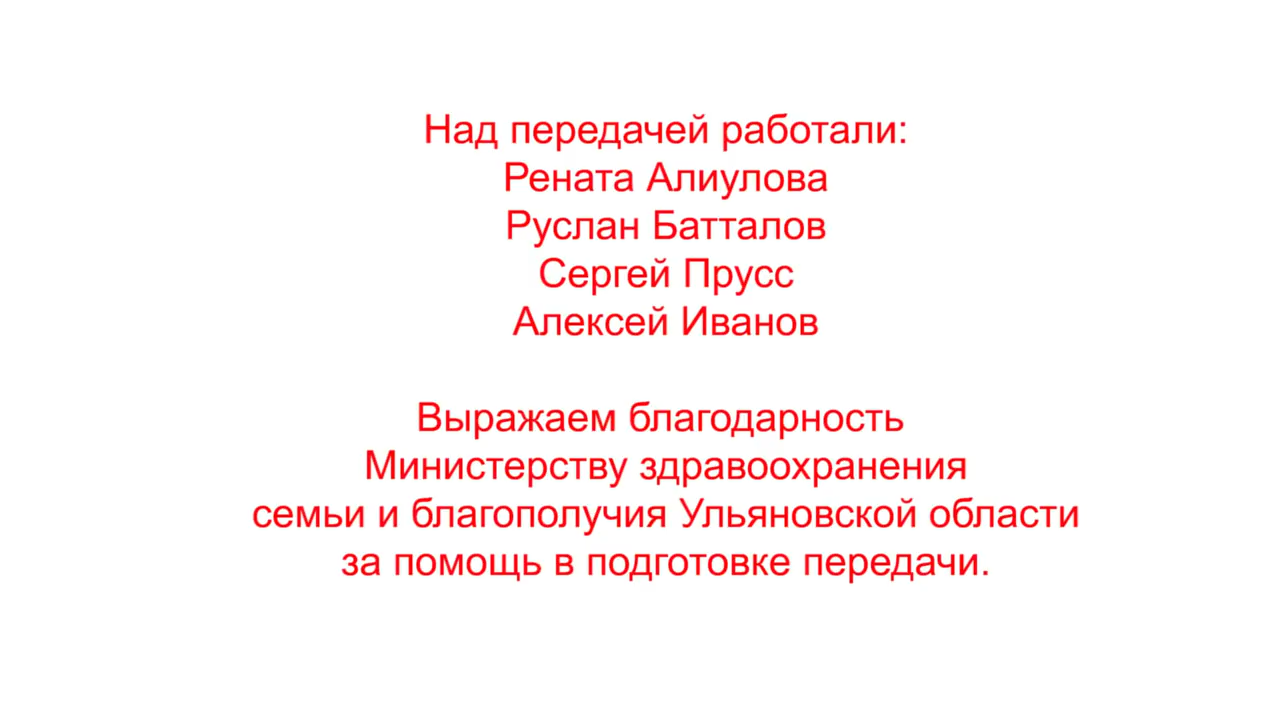 Над передачей работали:
Рената Алиулова
Руслан Батталов
Сергей Прусс
Алексей Иванов
Выражаем благодарность
Министерству здравоохранения
семьи и благополучия Ульяновской области
за помощь в подготовке передачи.